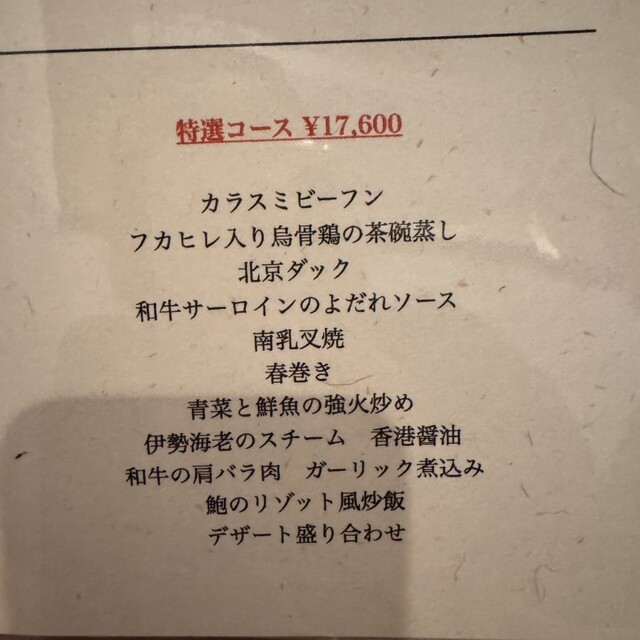 特選コース ¥17,600
カラスミビーフン
フカヒレ入り烏骨鶏の茶碗蒸し
北京ダック
和牛サーロインのよだれソース
南乳叉焼
春巻き
青菜と鮮魚の強火炒め
伊勢海老のスチーム　香港醤油
和牛の肩バラ肉　ガーリック煮込み
鮑のリゾット風炒飯
デザート盛り合わせ